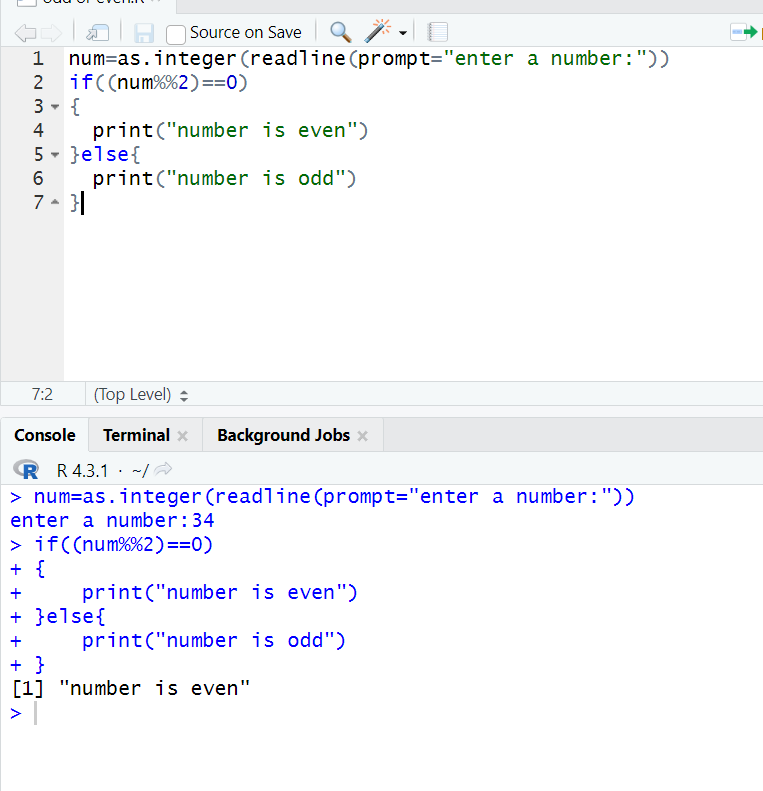 Odd or even.R
Source on Save
1 num=as.integer(readline(prompt="enter a number:"))
2 if((num%%2)==0)
3 {
4   print("number is even")
5 }else{
6   print("number is odd")
7 }
7:2 (Top Level)
Console Terminal Background Jobs
R R 4.3.1 · ~/
> num=as.integer(readline(prompt="enter a number:"))
enter a number:34
> if((num%%2)==0)
+ {
+     print("number is even")
+ }else{
+     print("number is odd")
+ }
[1] "number is even"
>